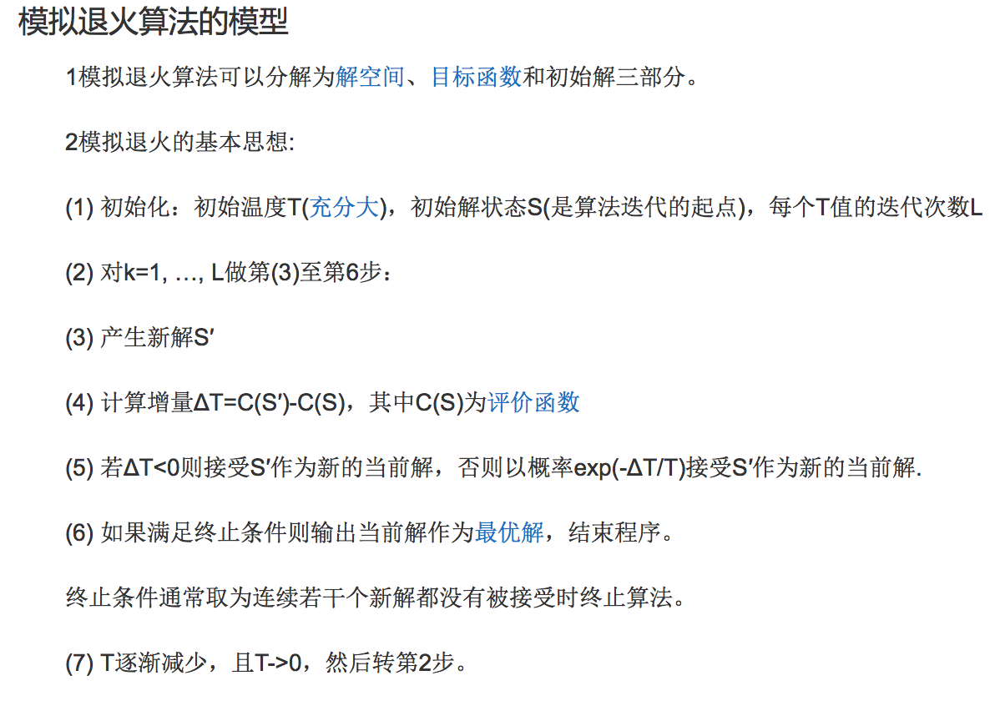 模拟退火算法的模型
1模拟退火算法可以分解为解空间、目标函数和初始解三部分。
2模拟退火的基本思想:
(1) 初始化：初始温度T(充分大)，初始解状态S(是算法迭代的起点)，每个T值的迭代次数L
(2) 对k=1, …, L做第(3)至第6步：
(3) 产生新解S′
(4) 计算增量ΔT=C(S′)-C(S)，其中C(S)为评价函数
(5) 若ΔT<0则接受S′作为新的当前解，否则以概率exp(-ΔT/T)接受S′作为新的当前解.
(6) 如果满足终止条件则输出当前解作为最优解，结束程序。
终止条件通常取为连续若干个新解都没有被接受时终止算法。
(7) T逐渐减少，且T->0，然后转第2步。